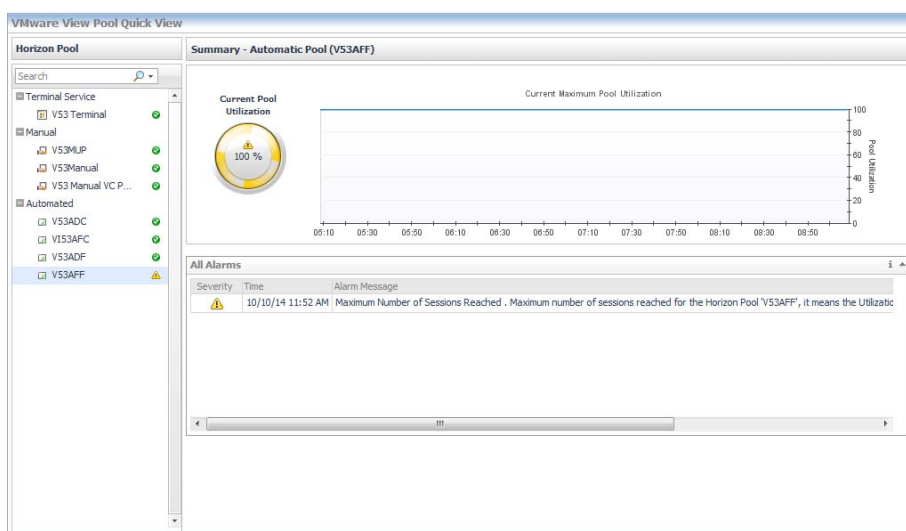 VMware View Pool Quick View
Horizon Pool
Search
Terminal Service
V53 Terminal
Manual
V53MUP
V53Manual
V53 Manual VC P...
Automated
V53ADC
VI53AFC
V53ADF
V53AFF
Summary - Automatic Pool (V53AFF)
Current Pool
Utilization
100 %
Current Maximum Pool Utilization
100
80
60
40
20
0
Pool Utilization
05:10 05:30 05:50 06:10 06:30 06:50 07:10 07:30 07:50 08:10 08:30 08:50
All Alarms
Severity Time Alarm Message
10/10/14 11:52 AM Maximum Number of Sessions Reached . Maximum number of sessions reached for the Horizon Pool 'V53AFF', it means the Utilizatic